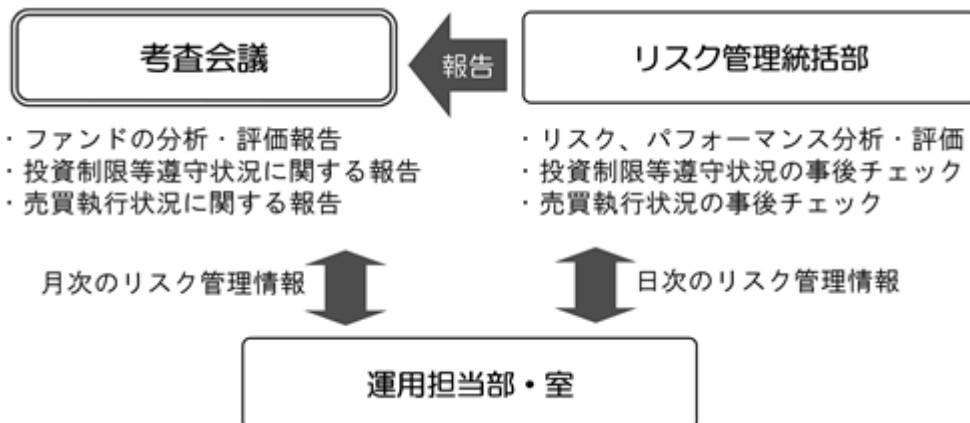 考査会議
報告
リスク管理統括部
・ファンドの分析・評価報告
・投資制限等遵守状況に関する報告
・売買執行状況に関する報告
・リスク、パフォーマンス分析・評価
・投資制限等遵守状況の事後チェック
・売買執行状況の事後チェック
月次のリスク管理情報
日次のリスク管理情報
運用担当部・室